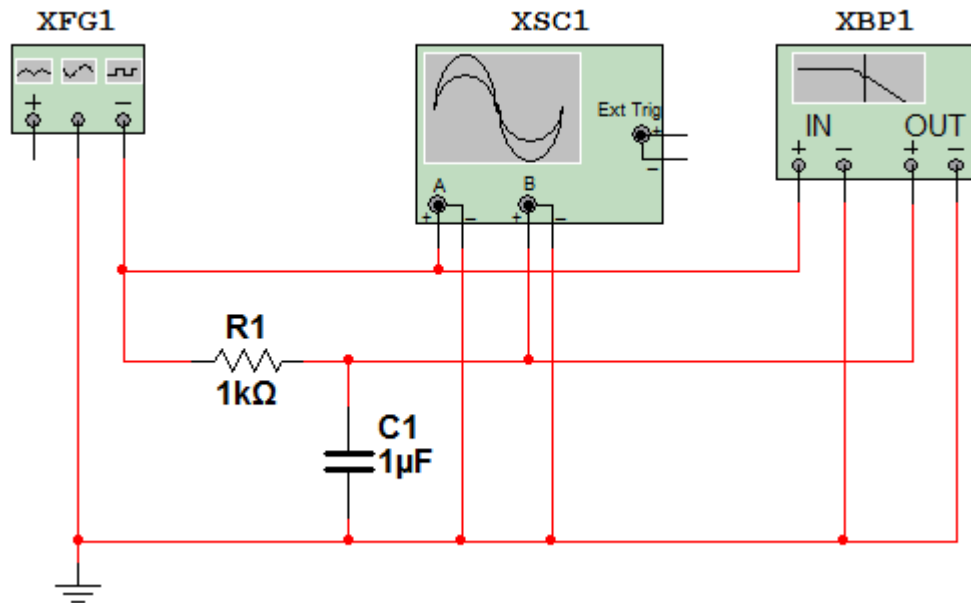 XFG1
XSC1
XBP1
+ −
Ext Trig
+
−
IN OUT
+ − + −
A B
+ − + −
R1
1kΩ
C1
1µF